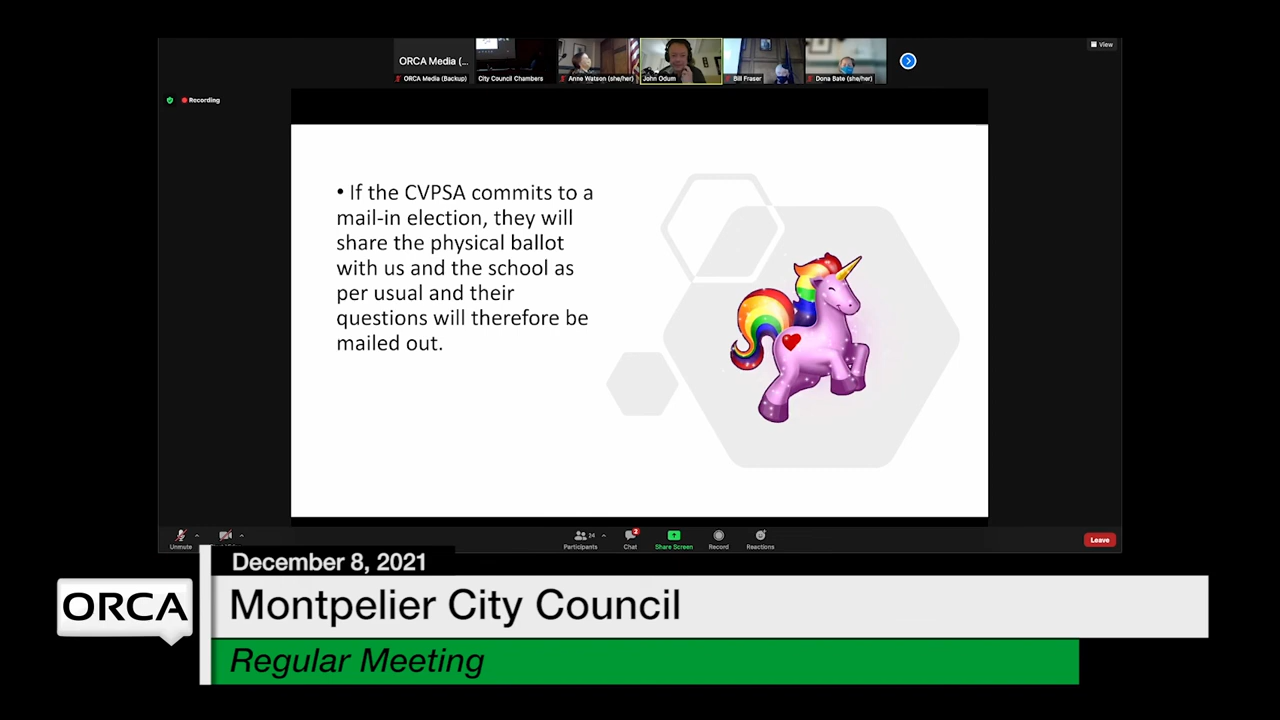 View
ORCA Media (...
ORCA Media (Backup)
City Council Chambers
Anne Watson (she/her)
John Odum
Bill Fraser
Dona Bate (she/her)
Recording
• If the CVPSA commits to a
mail-in election, they will
share the physical ballot
with us and the school as
per usual and their
questions will therefore be
mailed out.
Unmute
Participants
24
Chat
2
Share Screen
Record
Reactions
Leave
December 8, 2021
ORCA
Montpelier City Council
Regular Meeting